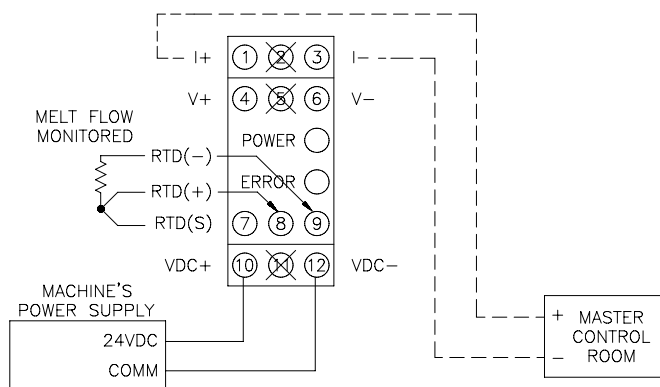 I+ 1 2 3 I-
V+ 4 5 6 V-
MELT FLOW
MONITORED
POWER
RTD(-)
ERROR
RTD(+)
RTD(S) 7 8 9
VDC+ 10 11 12 VDC-
MACHINE'S
POWER SUPPLY
24VDC
COMM
+ MASTER
CONTROL
- ROOM